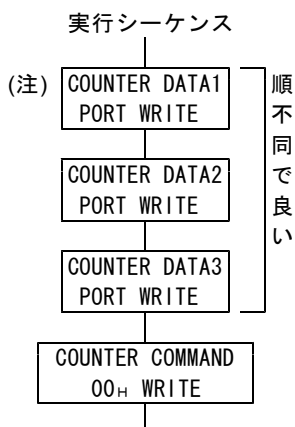 実行シーケンス
(注)
COUNTER DATA1
PORT WRITE
COUNTER DATA2
PORT WRITE
COUNTER DATA3
PORT WRITE
順不同で良い
COUNTER COMMAND
00H WRITE